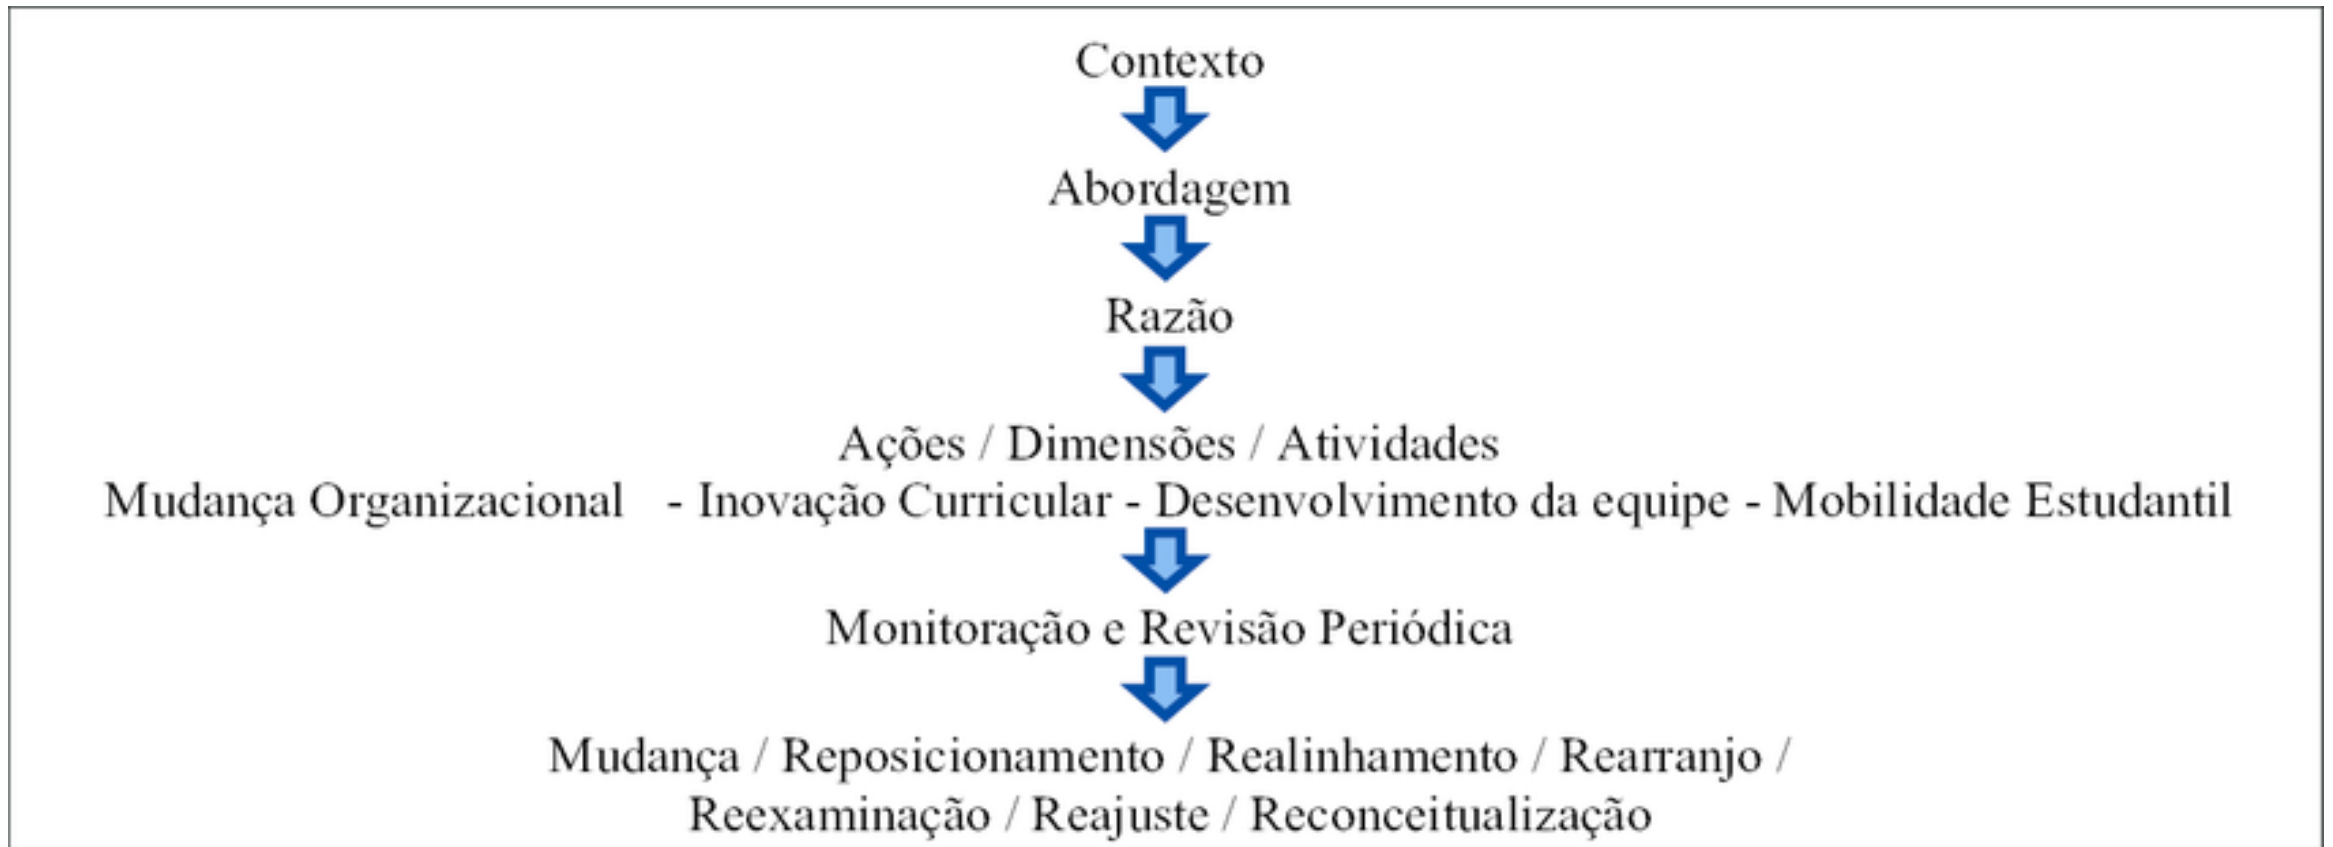 Contexto
Abordagem
Razão
Ações / Dimensões / Atividades
Mudança Organizacional - Inovação Curricular - Desenvolvimento da equipe - Mobilidade Estudantil
Monitoração e Revisão Periódica
Mudança / Reposicionamento / Realinhamento / Rearranjo /
Reexaminação / Reajuste / Reconceitualização